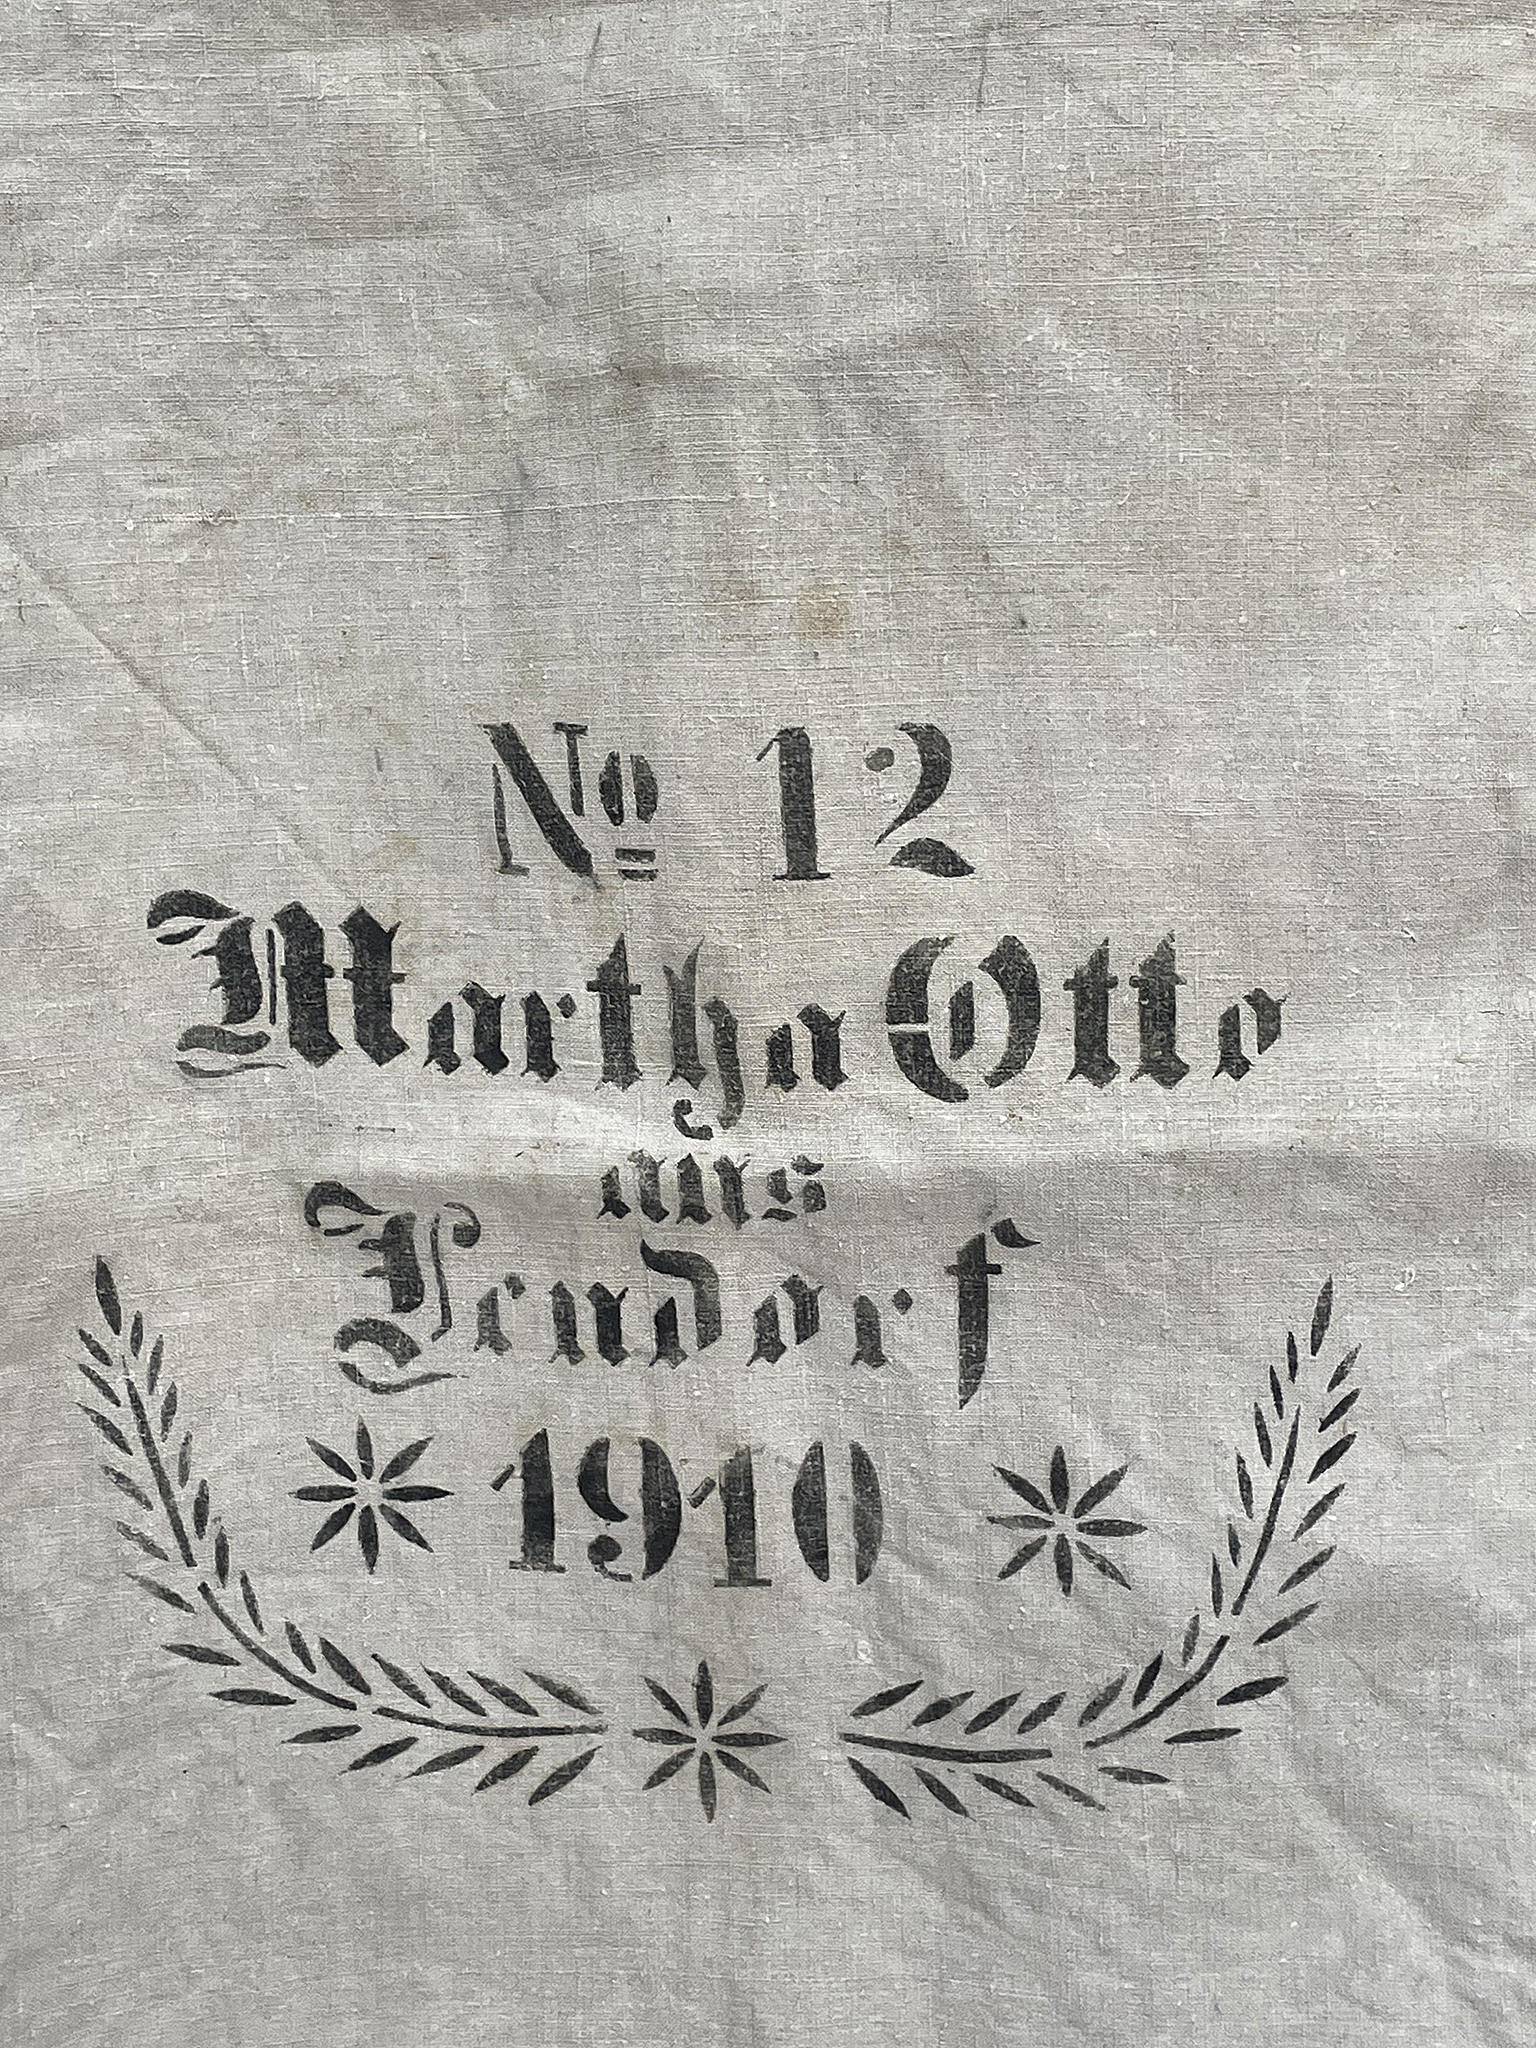 No 12
Martha Otto
aus
Lendorf
1910